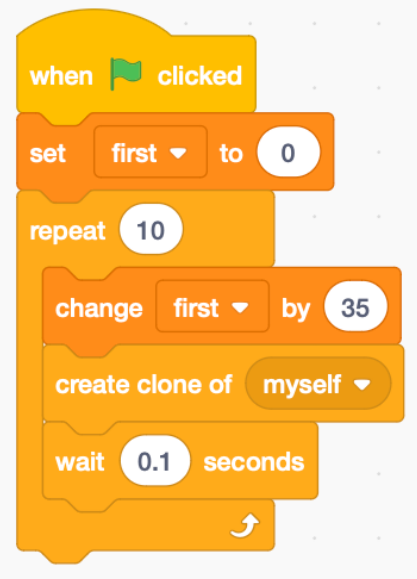 when clicked
set first to 0
repeat 10
change first by 35
create clone of myself
wait 0.1 seconds